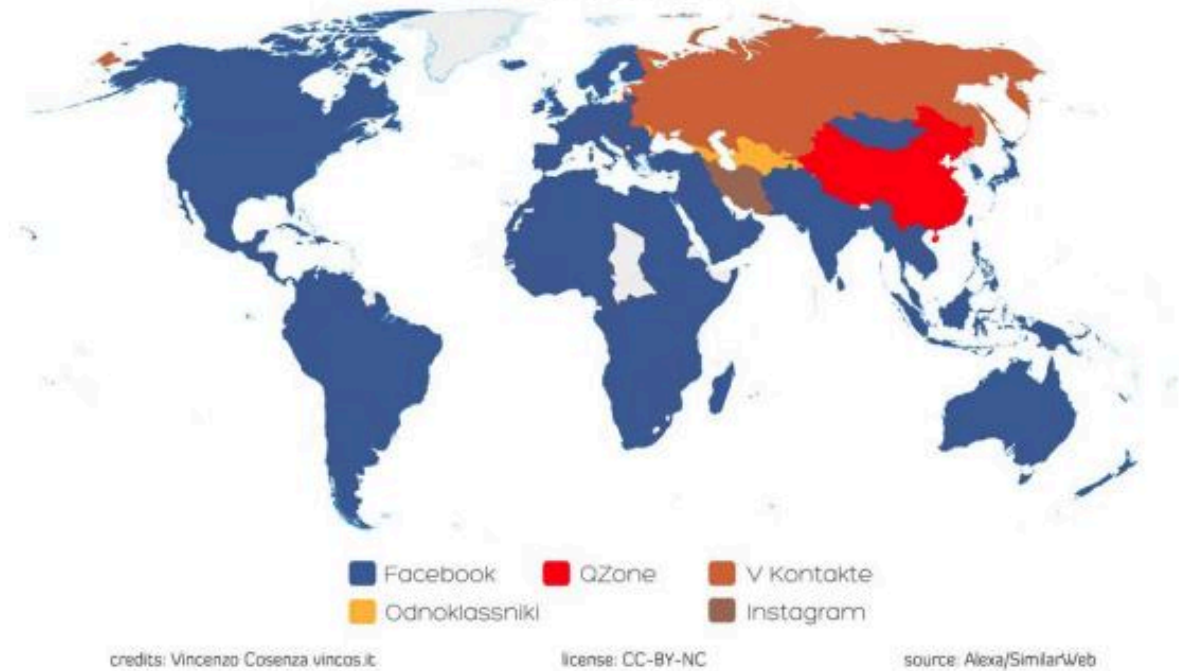 Facebook QZone V Kontakte
Odnoklassniki Instagram
credits: Vincenzo Cosenza vincos.it license: CC-BY-NC source: Alexa/SimilarWeb